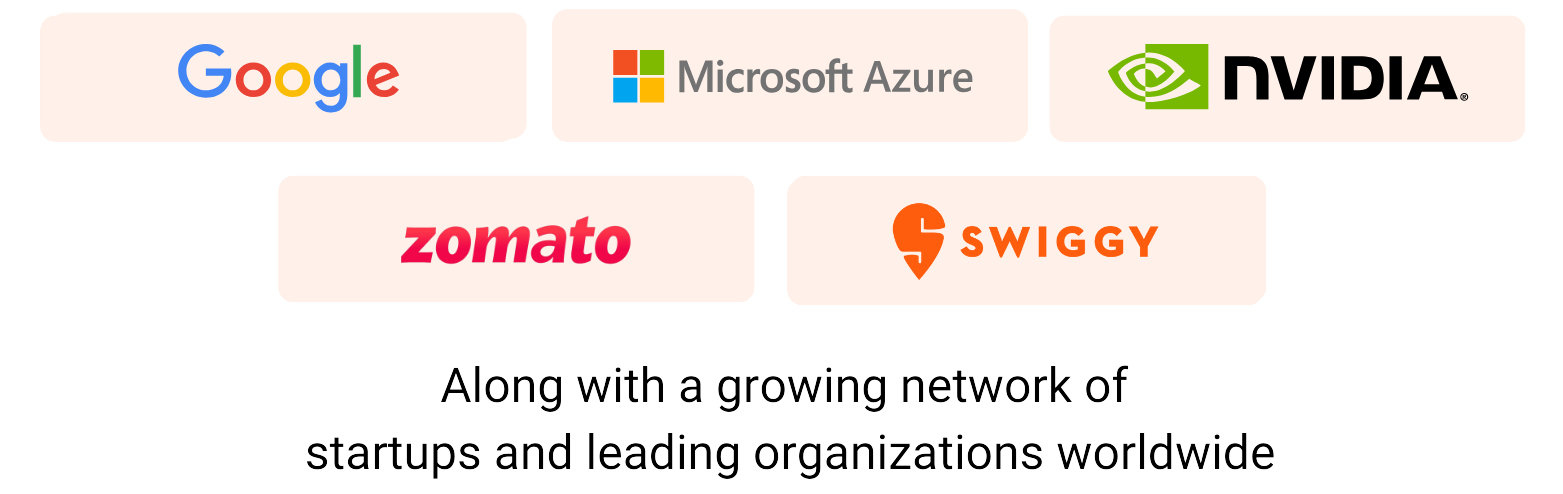 Google
Microsoft Azure
NVIDIA®
zomato
SWIGGY
Along with a growing network of
startups and leading organizations worldwide